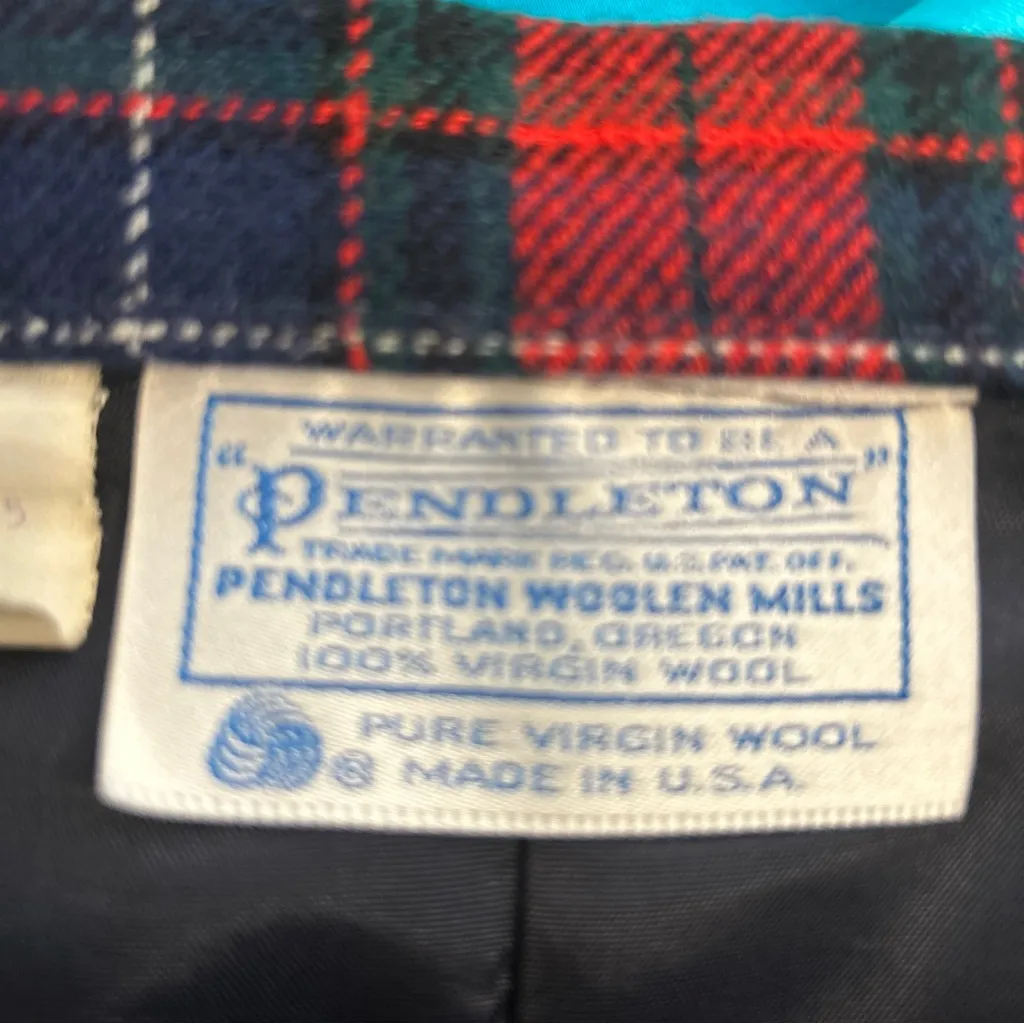 WARRANTED TO BE A
"PENDLETON"
TRADE MARK REG. U.S. PAT. OFF.
PENDLETON WOOLEN MILLS
PORTLAND, OREGON
100% VIRGIN WOOL
PURE VIRGIN WOOL
® MADE IN U.S.A.
5